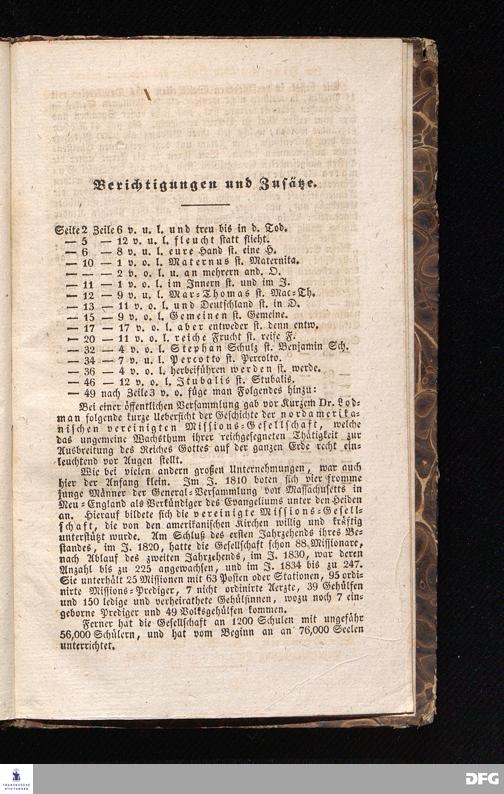 Berichtigungen und Zusätze.
Seite 2 Zeile 6 v. u. l. und treu bis in d. Tod.
— 5 — 12 v. u. l. fleucht statt flieht.
— 6 — 8 v. u. l. eure Hand st. eine H.
— 10 — 1 v. o. l. Maternus st. Maternita.
— — — 2 v. o. l. u. an mehrern and. O.
— 11 — 1 v. o. l. im Innern st. und im J.
— 12 — 9 v. u. l. Mar-Thomas st. Mac-Th.
— 13 — 11 v. o. l. und Deutschland st. in D.
— 15 — 9 v. o. l. Gemeinen st. Gemeine.
— 17 — 17 v. o. l. aber entweder st. denn entw.
— 20 — 11 v. o. l. reiche Frucht st. reife F.
— 32 — 4 v. o. l. Stephan Schulz st. Benjamin Sch.
— 34 — 7 v. u. l. Percotto st. Perrolto.
— 36 — 4 v. o. l. herbeiführen werden st. werde.
— 46 — 12 v. o. l. Itubalis st. Stubalis.
— 49 nach Zeile 3 v. o. füge man Folgendes hinzu:
Bei einer öffentlichen Versammlung gab vor Kurzem Dr. Lod-
man folgende kurze Uebersicht der Geschichte der nordamerika-
nischen vereinigten Missions-Gesellschaft, welche
das ungemeine Wachsthum ihrer reichgesegneten Thätigkeit zur
Ausbreitung des Reiches Gottes auf der ganzen Erde recht ein-
leuchtend vor Augen stellt.
Wie bei vielen andern großen Unternehmungen, war auch
hier der Anfang klein. Im J. 1810 boten sich vier fromme
junge Männer der General-Versammlung von Massachusetts in
Neu-England als Verkündiger des Evangeliums unter den Heiden
an. Hierauf bildete sich die vereinigte Missions-Gesell-
schaft, die von den amerikanischen Kirchen willig und kräftig
unterstützt wurde. Am Schluß des ersten Jahrzehends ihres Be-
standes, im J. 1820, hatte die Gesellschaft schon 88 Missionare,
nach Ablauf des zweiten Jahrzehends, im J. 1830, war deren
Anzahl bis zu 225 angewachsen, und im J. 1834 bis zu 247.
Sie unterhält 25 Missionen mit 63 Posten oder Stationen, 95 ordi-
nirte Missions-Prediger, 7 nicht ordinirte Aerzte, 39 Gehülfen
und 150 ledige und verheirathete Gehülfinnen, wozu noch 7 ein-
geborne Prediger und 49 Volksgehülfen kommen.
Ferner hat die Gesellschaft an 1200 Schulen mit ungefähr
56,000 Schülern, und hat vom Beginn an an 76,000 Seelen
unterrichtet.
FRANCKESCHE
STIFTUNGEN
DFG